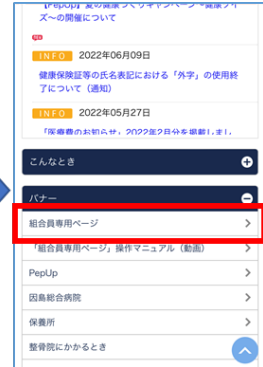 【PepUp】夏の健康づくりキャンペーン~健康クイ
ズ~の開催について
INFO 2022年06月09日
健康保険証等の氏名表記における「外字」の使用終
了について（通知）
INFO 2022年05月27日
「医療費のお知らせ」2022年2月分を掲載しまし
こんなとき
バナー
組合員専用ページ
「組合員専用ページ」操作マニュアル（動画）
PepUp
因島総合病院
保養所
整骨院にかかるとき